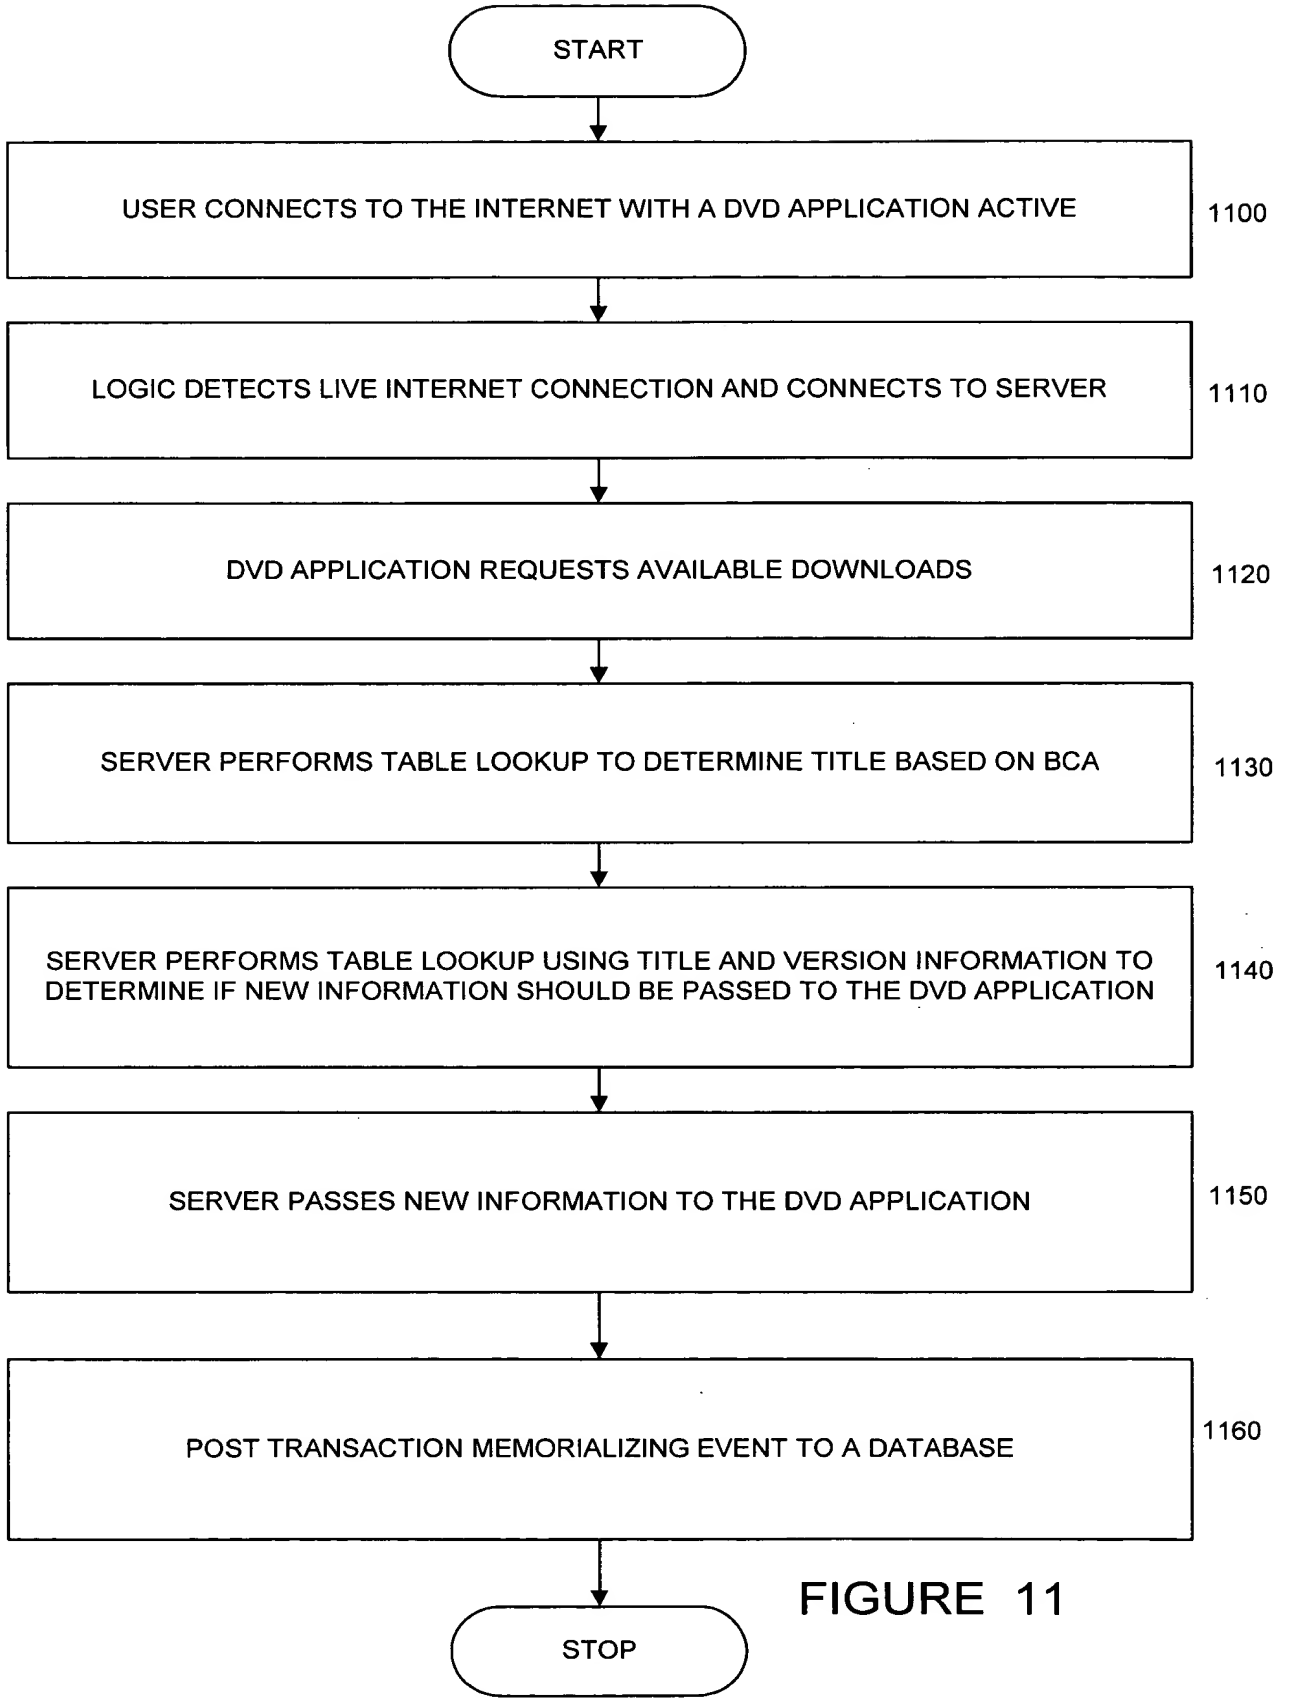 START
USER CONNECTS TO THE INTERNET WITH A DVD APPLICATION ACTIVE
1100
LOGIC DETECTS LIVE INTERNET CONNECTION AND CONNECTS TO SERVER
1110
DVD APPLICATION REQUESTS AVAILABLE DOWNLOADS
1120
SERVER PERFORMS TABLE LOOKUP TO DETERMINE TITLE BASED ON BCA
1130
SERVER PERFORMS TABLE LOOKUP USING TITLE AND VERSION INFORMATION TO
DETERMINE IF NEW INFORMATION SHOULD BE PASSED TO THE DVD APPLICATION
1140
SERVER PASSES NEW INFORMATION TO THE DVD APPLICATION
1150
POST TRANSACTION MEMORIALIZING EVENT TO A DATABASE
1160
FIGURE 11
STOP